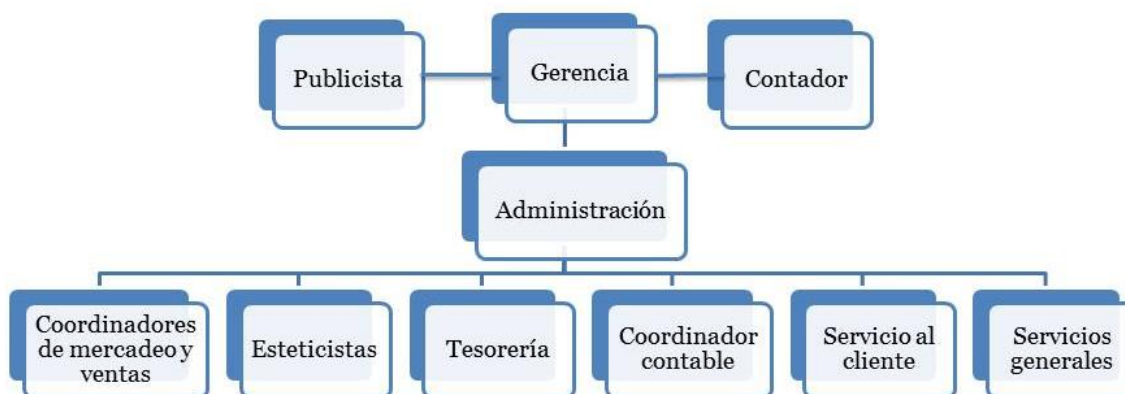 Publicista
Gerencia
Contador
Administración
Coordinadores
de mercadeo y
ventas
Esteticistas
Tesorería
Coordinador
contable
Servicio al
cliente
Servicios
generales